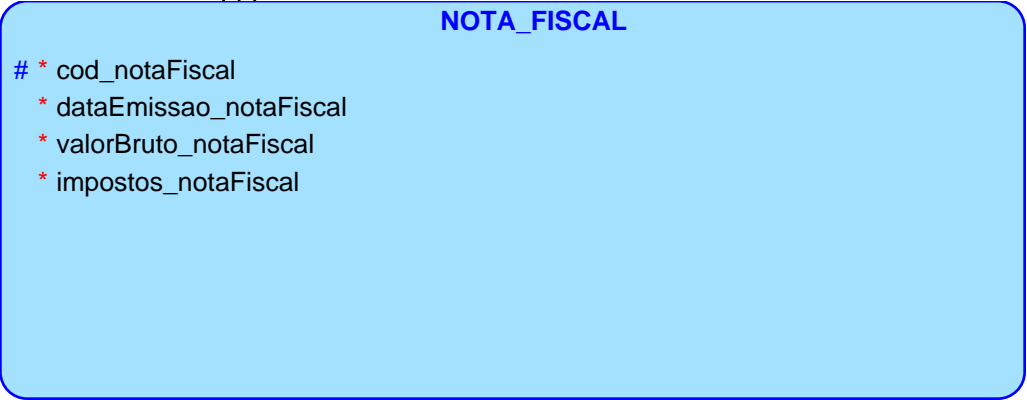 NOTA_FISCAL
# * cod_notaFiscal
* dataEmissao_notaFiscal
* valorBruto_notaFiscal
* impostos_notaFiscal